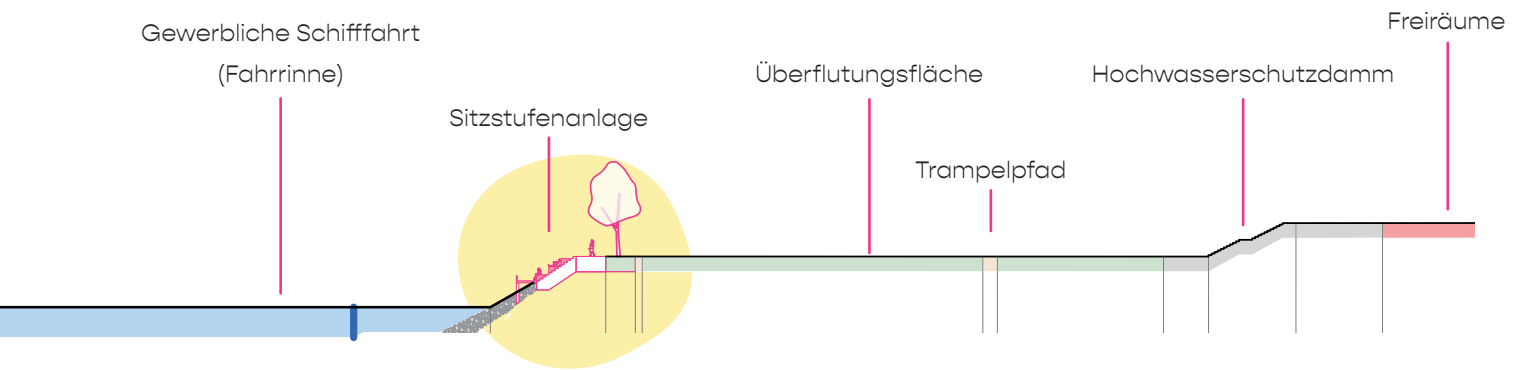 Gewerbliche Schifffahrt
(Fahrrinne)
Sitzstufenanlage
Überflutungsfläche
Trampelpfad
Hochwasserschutzdamm
Freiräume